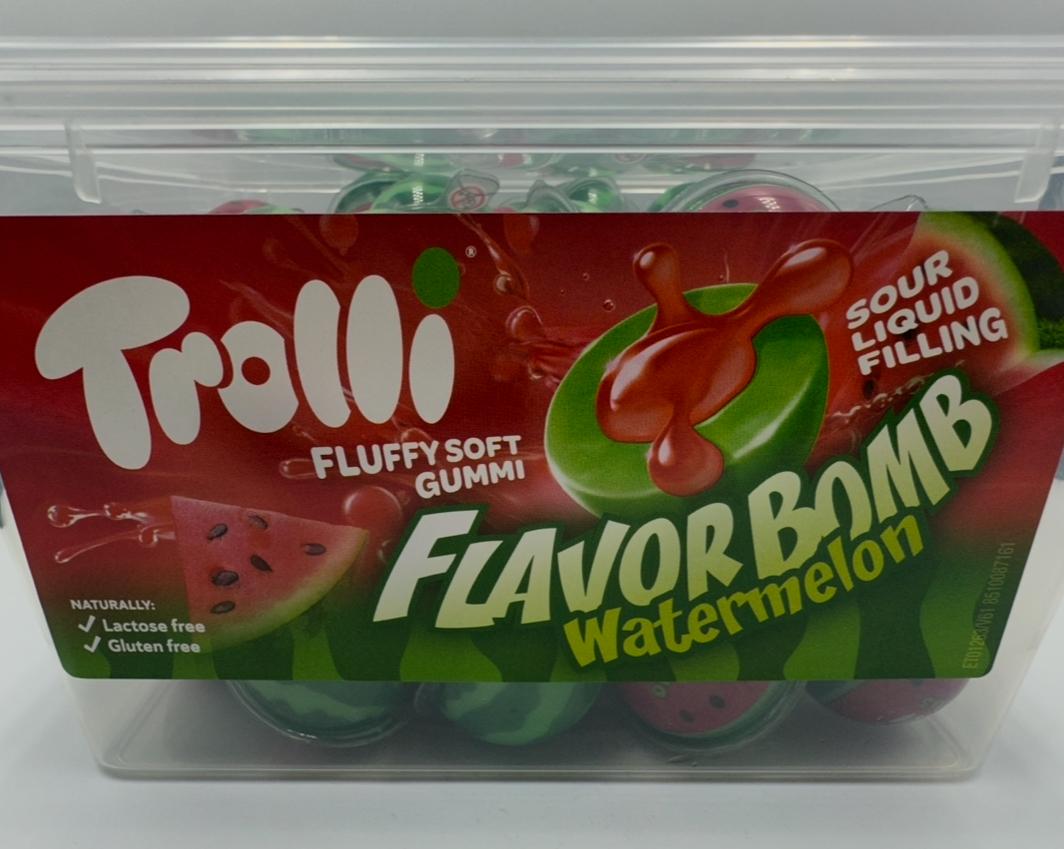 Trolli®
FLUFFY SOFT
GUMMI
SOUR
LIQUID
FILLING
FLAVOR BOMB
Watermelon
NATURALLY:
✓ Lactose free
✓ Gluten free